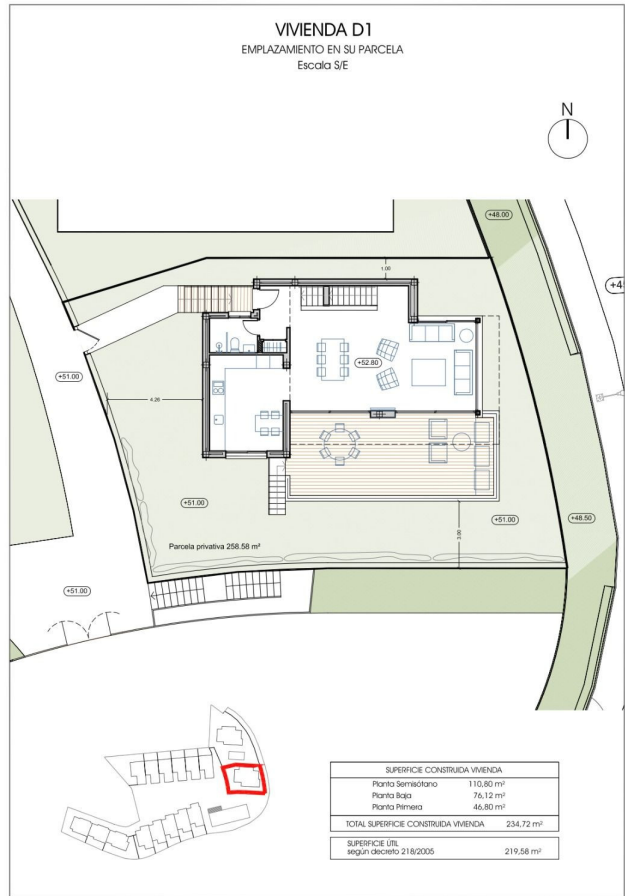 VIVIENDA D1
EMPLAZAMIENTO EN SU PARCELA
Escala S/E
N
+48.00
1.00
+52.80
+51.00
4.26
+51.00
+51.00
+48.50
3.00
Parcela privativa 258.58 m²
+51.00
SUPERFICIE CONSTRUIDA VIVIENDA
Planta Semisótano 110,80 m²
Planta Baja 76,12 m²
Planta Primera 46,80 m²
TOTAL SUPERFICIE CONSTRUIDA VIVIENDA 234,72 m²
SUPERFICIE ÚTIL
según decreto 218/2005 219,58 m²